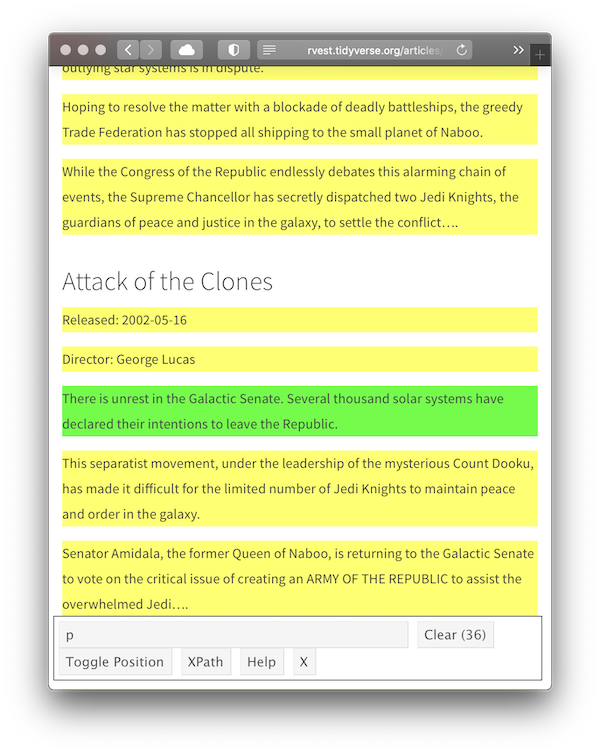 rvest.tidyverse.org/articles/
outlying star systems is in dispute.
Hoping to resolve the matter with a blockade of deadly battleships, the greedy
Trade Federation has stopped all shipping to the small planet of Naboo.
While the Congress of the Republic endlessly debates this alarming chain of
events, the Supreme Chancellor has secretly dispatched two Jedi Knights, the
guardians of peace and justice in the galaxy, to settle the conflict….
Attack of the Clones
Released: 2002-05-16
Director: George Lucas
There is unrest in the Galactic Senate. Several thousand solar systems have
declared their intentions to leave the Republic.
This separatist movement, under the leadership of the mysterious Count Dooku,
has made it difficult for the limited number of Jedi Knights to maintain peace
and order in the galaxy.
Senator Amidala, the former Queen of Naboo, is returning to the Galactic Senate
to vote on the critical issue of creating an ARMY OF THE REPUBLIC to assist the
overwhelmed Jedi….
p Clear (36)
Toggle Position XPath Help X